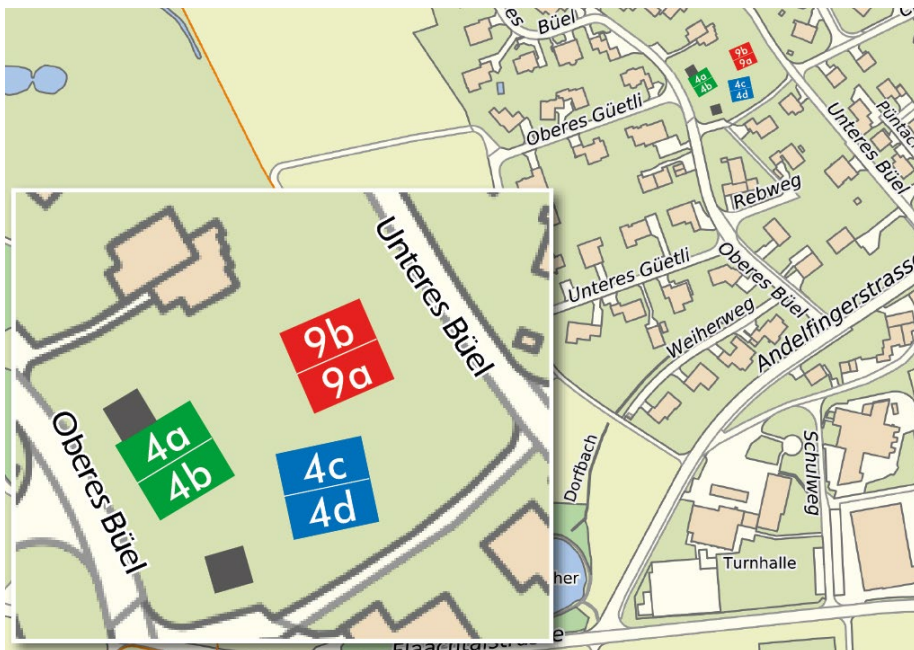 Büel
9b
9a
4a
4b
4c
4d
Oberes Güetli
Unteres Büel
Rebweg
Unteres Güetli
Oberes Büel
Weiherweg
Andelfingerstrasse
Dorfbach
Schulweg
Turnhalle
Unteres Büel
9b
9a
4a
4b
4c
4d
Oberes Büel